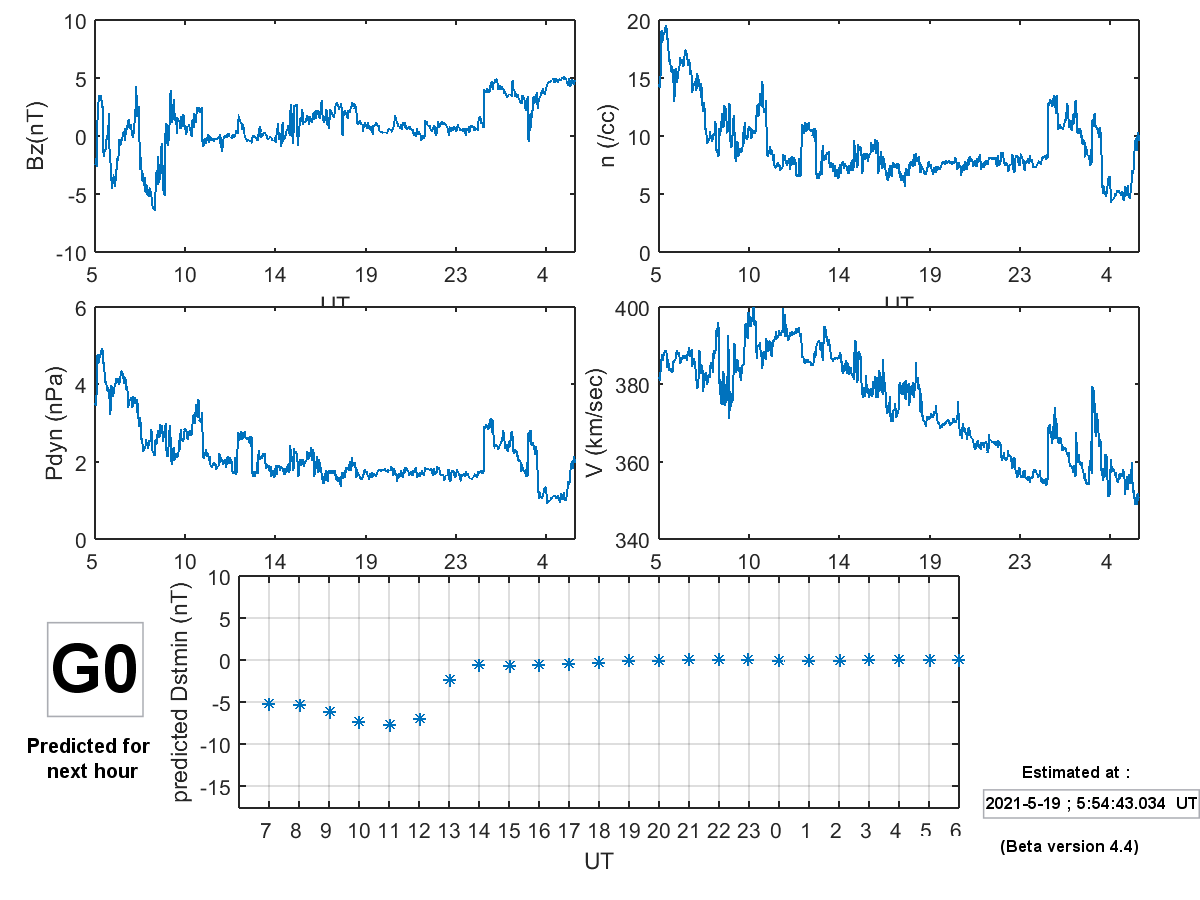 10
5
0
-5
-10
Bz(nT)
5 10 14 19 23 4
UT
20
15
10
5
0
n (/cc)
5 10 14 19 23 4
UT
6
4
2
0
Pdyn (nPa)
5 10 14 19 23 4
400
380
360
340
V (km/sec)
5 10 14 19 23 4
10
5
0
-5
-10
-15
predicted Dstmin (nT)
7 8 9 10 11 12 13 14 15 16 17 18 19 20 21 22 23 0 1 2 3 4 5 6
UT
G0
Predicted for
next hour
Estimated at :
2021-5-19 ; 5:54:43.034 UT
(Beta version 4.4)